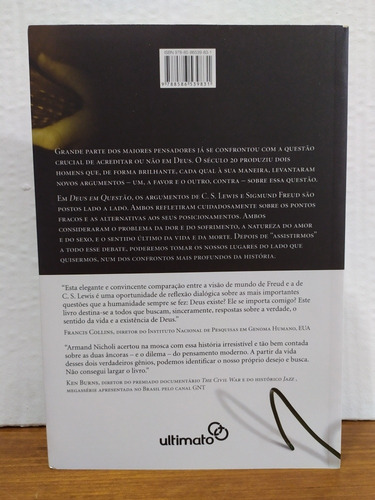 GRANDE PARTE DOS MAIORES PENSADORES JÁ SE CONFRONTOU COM A QUESTÃO
CRUCIAL DE ACREDITAR OU NÃO EM DEUS. O SÉCULO 20 PRODUZIU DOIS
HOMENS QUE, DE FORMA BRILHANTE, CADA QUAL À SUA MANEIRA, LEVANTARAM
NOVOS ARGUMENTOS – UM, A FAVOR E O OUTRO, CONTRA – SOBRE ESSA QUESTÃO.
EM DEUS EM QUESTÃO, OS ARGUMENTOS DE C. S. LEWIS E SIGMUND FREUD SÃO
POSTOS LADO A LADO. AMBOS REFLETIRAM CUIDADOSAMENTE SOBRE OS PONTOS
FRACOS E AS ALTERNATIVAS AOS SEUS POSICIONAMENTOS. AMBOS
CONSIDERARAM O PROBLEMA DA DOR E DO SOFRIMENTO, A NATUREZA DO AMOR
E DO SEXO, E O SENTIDO ÚLTIMO DA VIDA E DA MORTE. DEPOIS DE "ASSISTIRMOS"
A TODO ESSE DEBATE, PODEREMOS TOMAR OS NOSSOS LUGARES DO LADO QUE
QUISERMOS, NUM DOS CONFRONTOS MAIS PROFUNDOS DA HISTÓRIA.
"Esta elegante e convincente comparação entre a visão de mundo de Freud e a de
C. S. Lewis é uma oportunidade de reflexão dialógica sobre as mais importantes
questões que a humanidade sempre se fez: Deus existe? Ele se importa comigo? Este
livro destina-se a todos que buscam, sinceramente, respostas sobre a verdade, o
sentido da vida e a existência de Deus."
FRANCIS COLLINS, DIRETOR DO INSTITUTO NACIONAL DE PESQUISAS EM GENOMA HUMANO, EUA
"Armand Nicholi acertou na mosca com essa história irresistível e tão bem contada
sobre as duas âncoras – e o dilema – do pensamento moderno. A partir da vida
desses dois verdadeiros gênios, podemos identificar o nosso próprio desejo e busca.
Não consegui largar o livro."
KEN BURNS, DIRETOR DO PREMIADO DOCUMENTÁRIO THE CIVIL WAR E DO HISTÓRICO JAZZ,
MEGASSÉRIE APRESENTADA NO BRASIL PELO CANAL GNT
ultimato